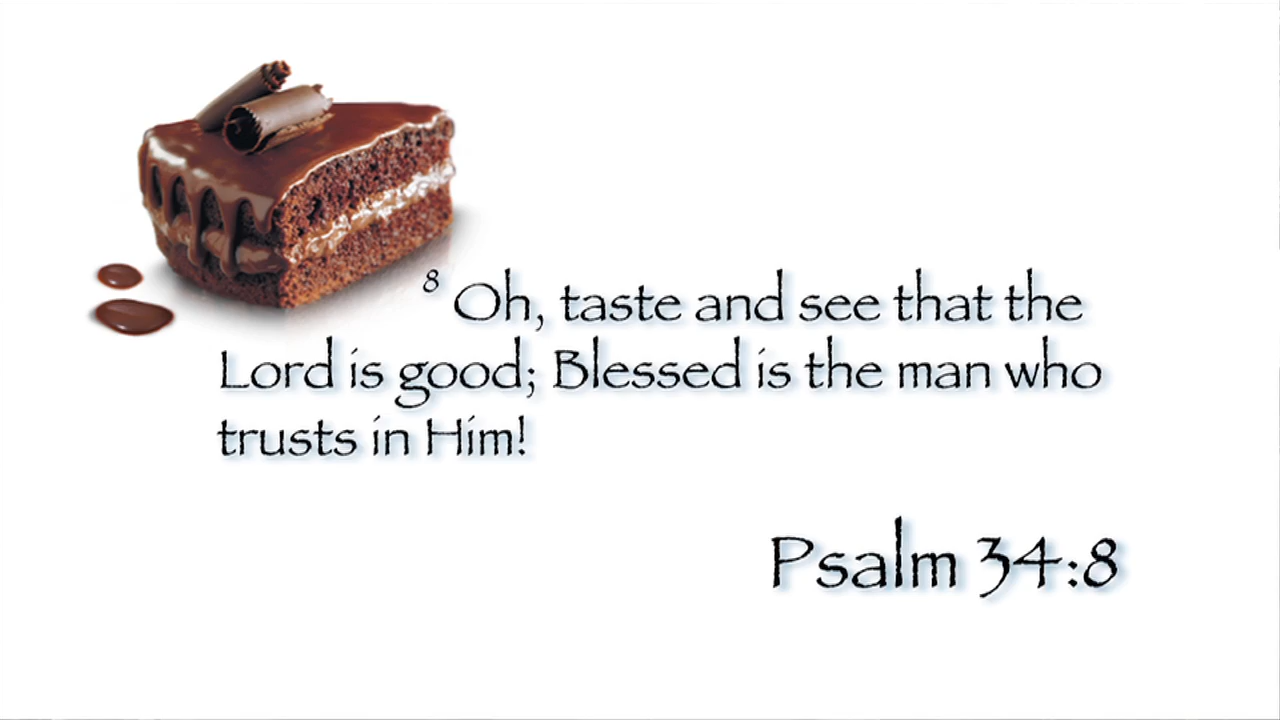 8 Oh, taste and see that the
Lord is good; Blessed is the man who
trusts in Him!
Psalm 34:8